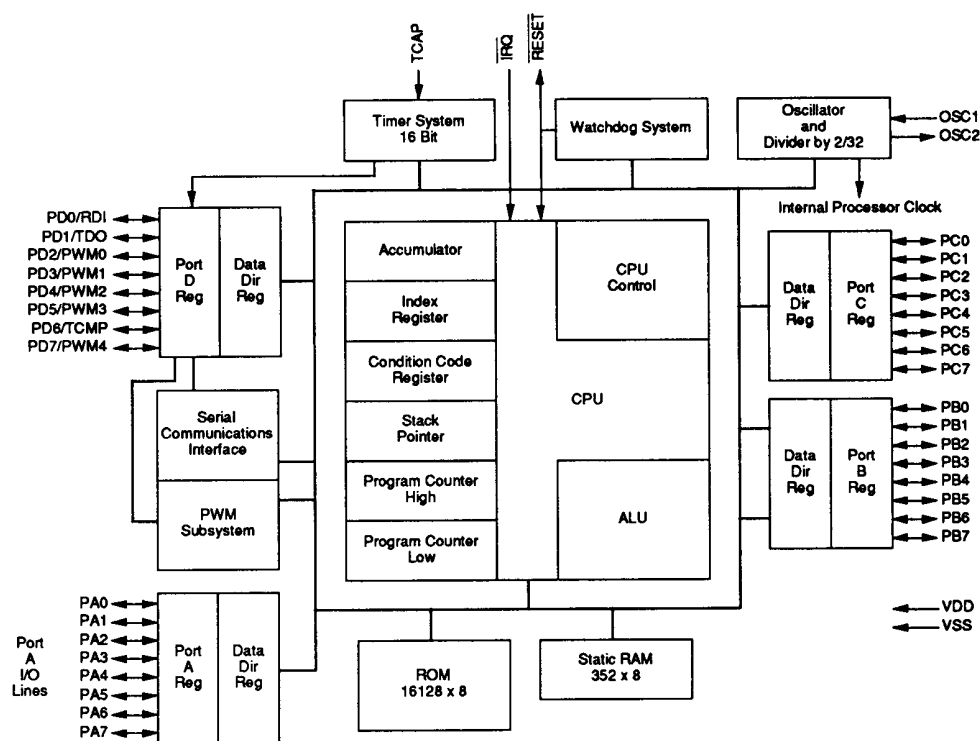 TCAP
IRQ
RESET
Timer System
16 Bit
Watchdog System
Oscillator
and
Divider by 2/32
OSC1
OSC2
Internal Processor Clock
PD0/RDI
PD1/TDO
PD2/PWM0
PD3/PWM1
PD4/PWM2
PD5/PWM3
PD6/TCMP
PD7/PWM4
Port
D
Reg
Data
Dir
Reg
Accumulator
Index
Register
Condition Code
Register
Stack
Pointer
Program Counter
High
Program Counter
Low
CPU
Control
CPU
ALU
Data
Dir
Reg
Port
C
Reg
PC0
PC1
PC2
PC3
PC4
PC5
PC6
PC7
Serial
Communications
Interface
PWM
Subsystem
Data
Dir
Reg
Port
B
Reg
PB0
PB1
PB2
PB3
PB4
PB5
PB6
PB7
Port
A
I/O
Lines
PA0
PA1
PA2
PA3
PA4
PA5
PA6
PA7
Port
A
Reg
Data
Dir
Reg
ROM
16128 x 8
Static RAM
352 x 8
VDD
VSS